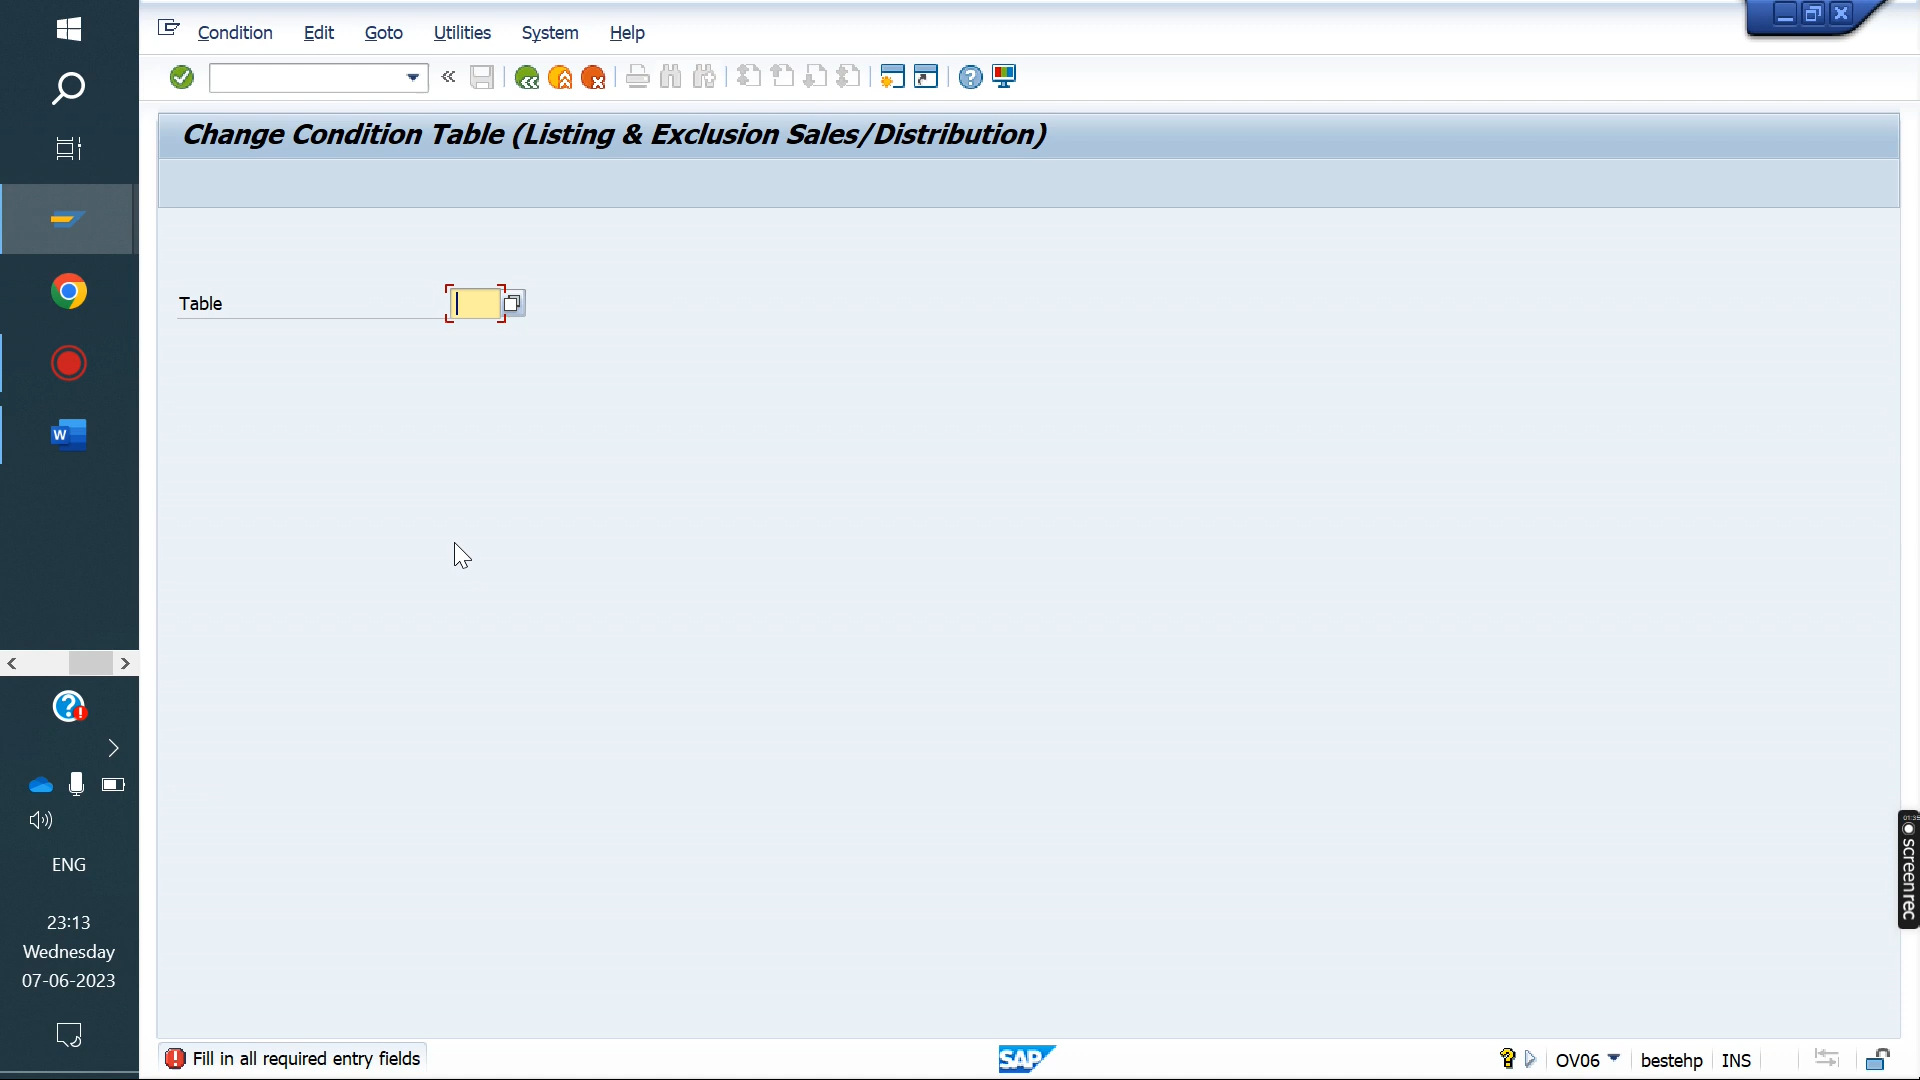 Condition Edit Goto Utilities System Help
Change Condition Table (Listing & Exclusion Sales/Distribution)
Table
W
ENG
23:13
Wednesday
07-06-2023
screenrec
Fill in all required entry fields
SAP
OV06
bestehp
INS